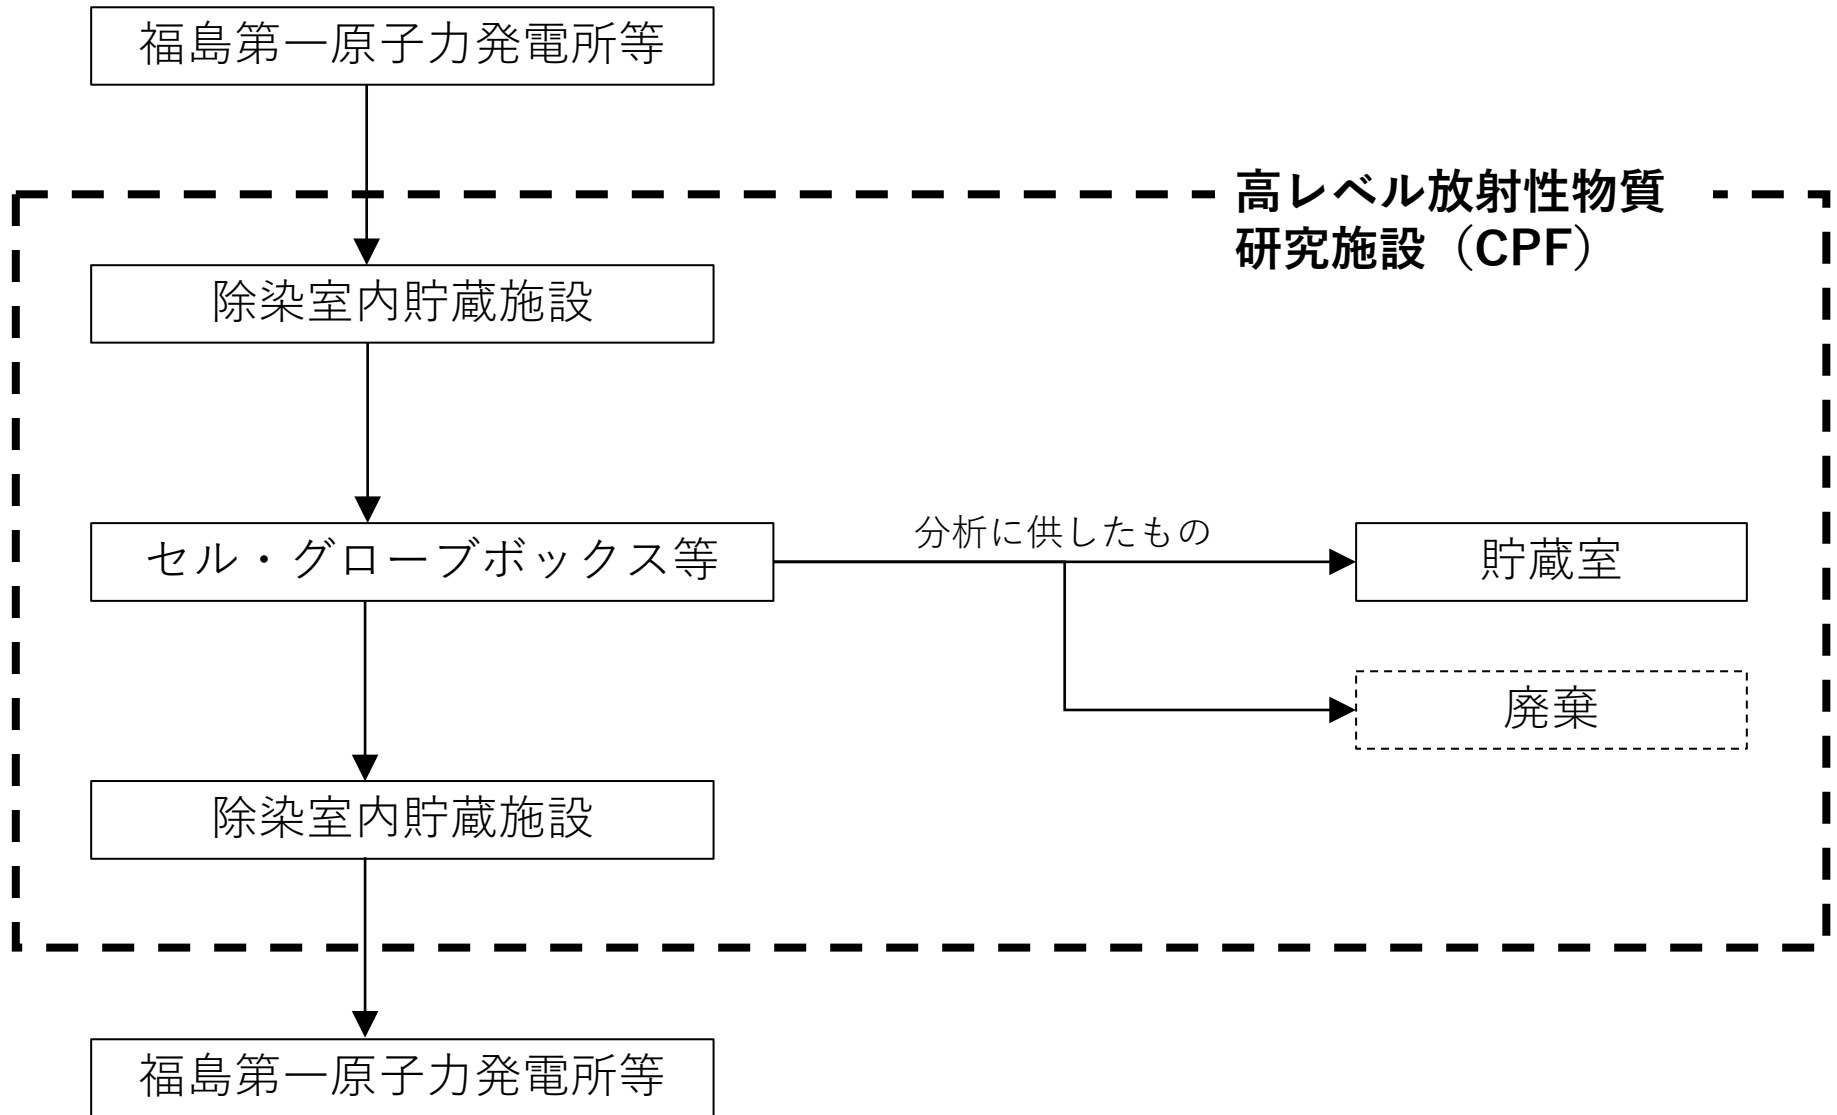 福島第一原子力発電所等
高レベル放射性物質
研究施設（CPF）
除染室内貯蔵施設
セル・グローブボックス等
分析に供したもの
貯蔵室
廃棄
除染室内貯蔵施設
福島第一原子力発電所等